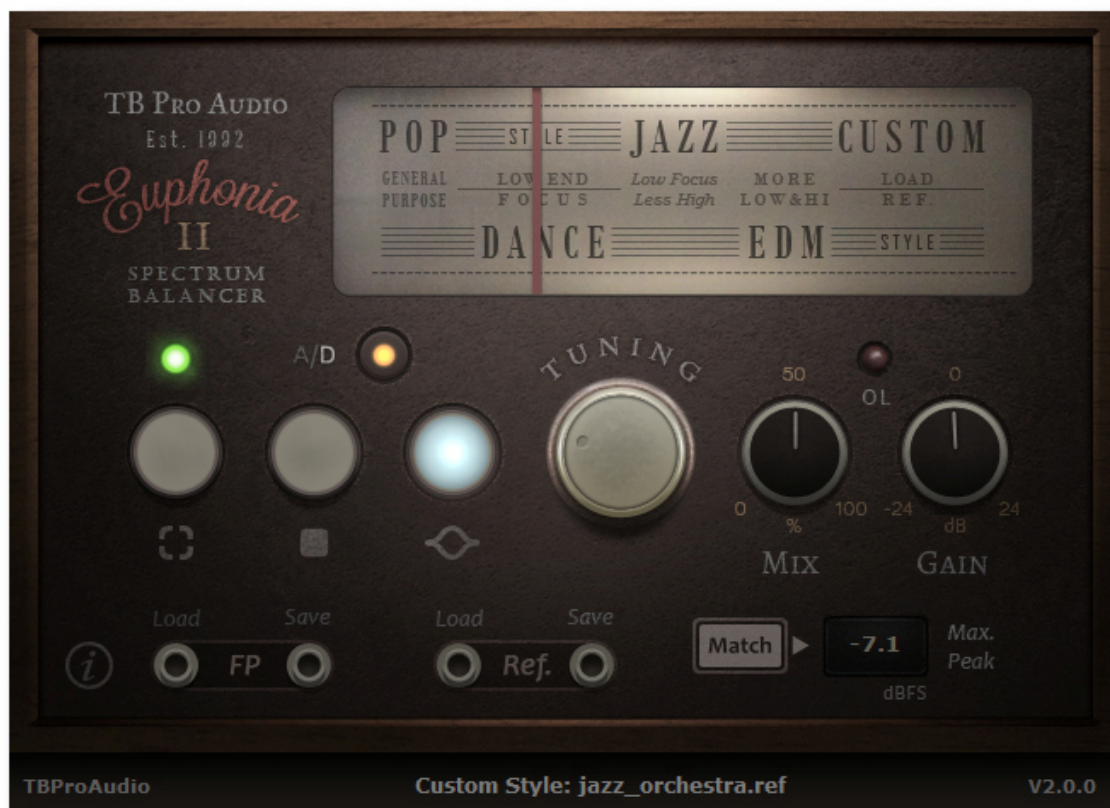 TB PRO AUDIO
Est. 1992
Euphonia
II
SPECTRUM
BALANCER
POP STYLE JAZZ CUSTOM
GENERAL PURPOSE
LOW END FOCUS
Low Focus Less High
MORE LOW&HI
LOAD REF.
DANCE EDM STYLE
A/D
TUNING
50
OL
0
0 100 -24 24
% dB
MIX GAIN
Load Save
FP
Load Save
Ref.
Match
-7.1
Max.
Peak
dBFS
i
TBProAudio Custom Style: jazz_orchestra.ref V2.0.0